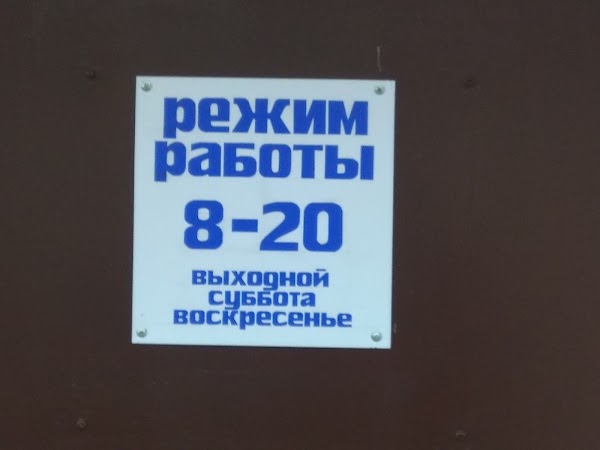 режим
работы
8-20
выходной
суббота
воскресенье